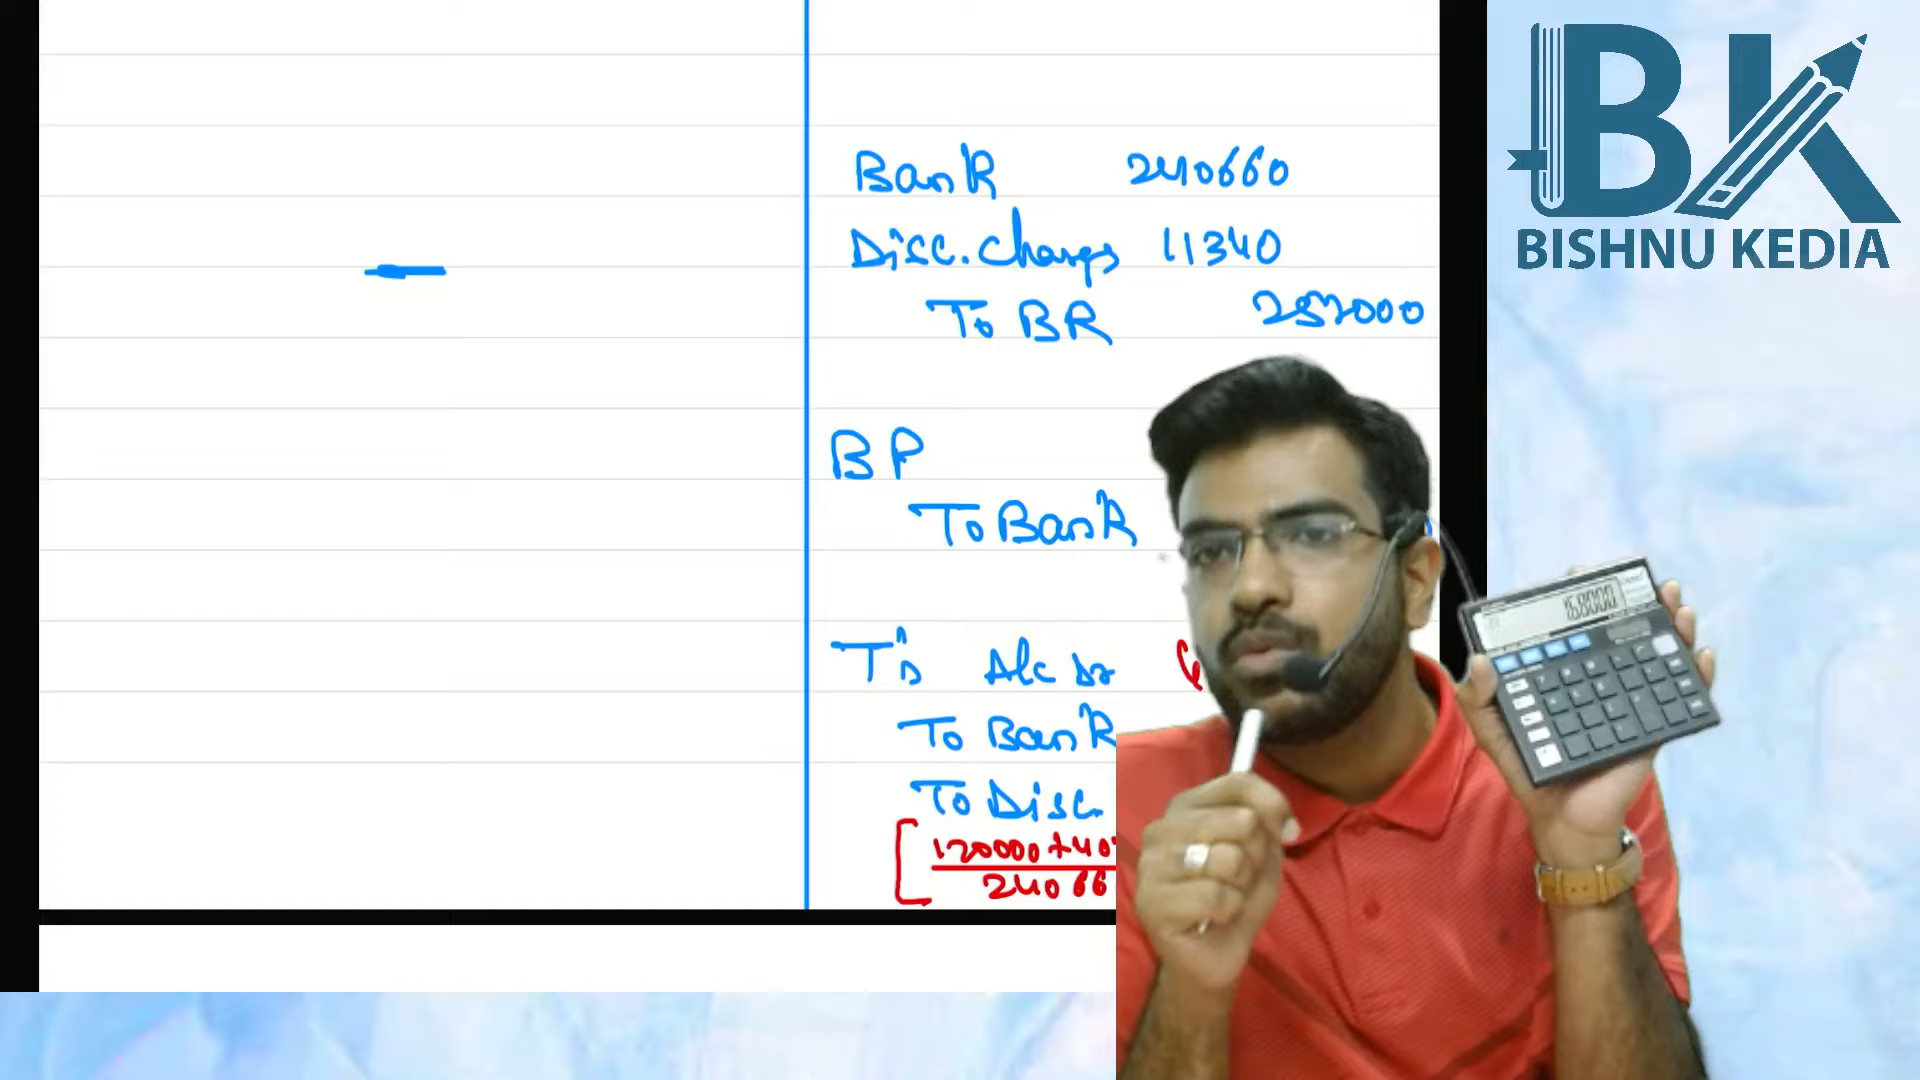 BK
BISHNU KEDIA
Bank 240660
Disc. Charges 11340
To BR 252000
BP
To Bank
T's A/c Dr
To Bank
To Disc.
120000+40
24066
168000